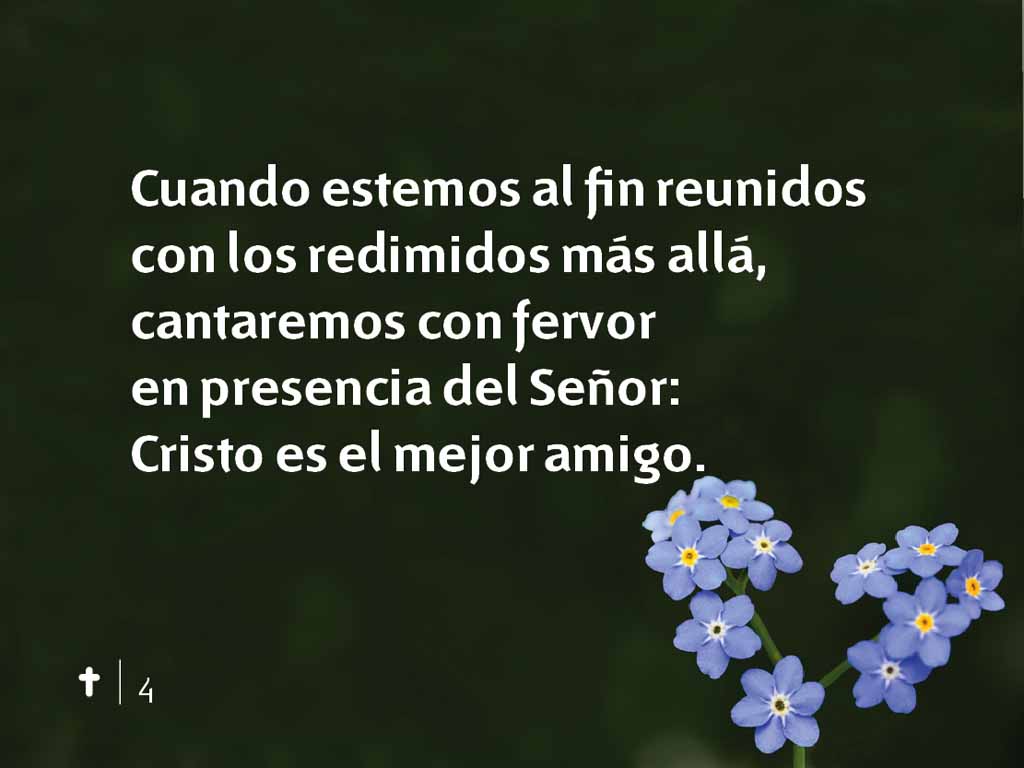 Cuando estemos al fin reunidos
con los redimidos más allá,
cantaremos con fervor
en presencia del Señor:
Cristo es el mejor amigo.
4